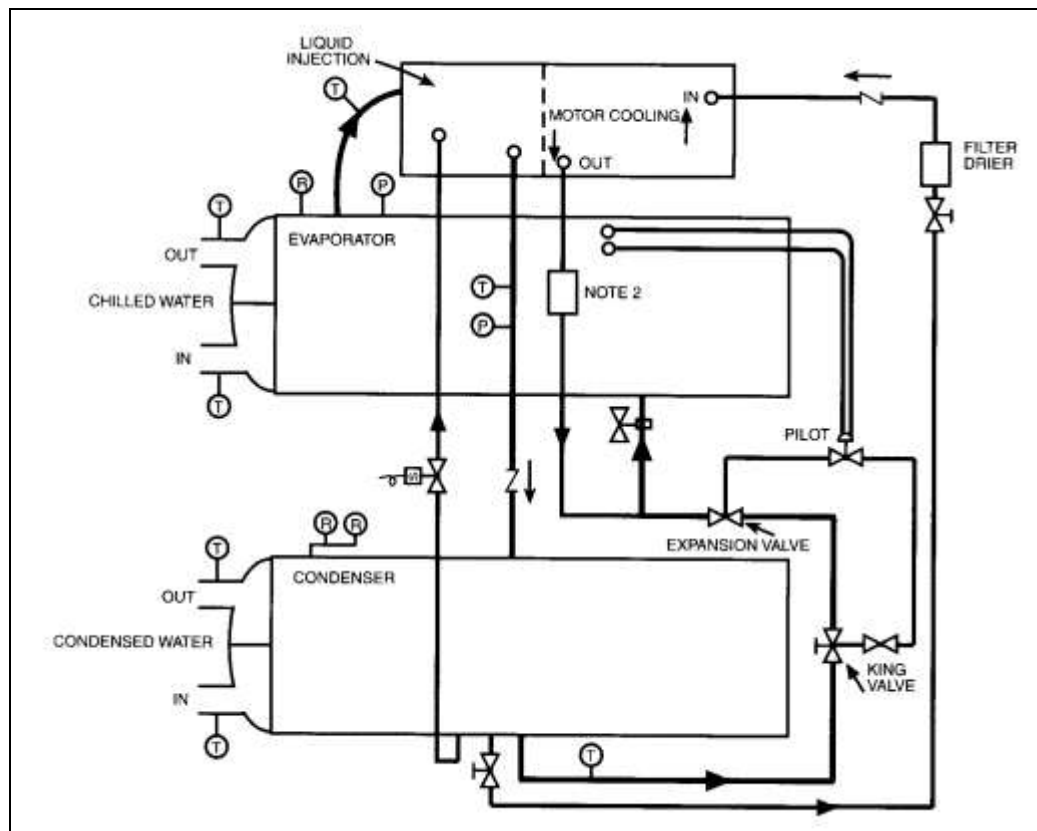 LIQUID
INJECTION
T
MOTOR COOLING
IN
OUT
FILTER
DRIER
T
R
P
EVAPORATOR
OUT
CHILLED WATER
IN
T
T
P
NOTE 2
PILOT
S
EXPANSION VALVE
T
R
R
CONDENSER
OUT
CONDENSED WATER
IN
T
KING
VALVE
T